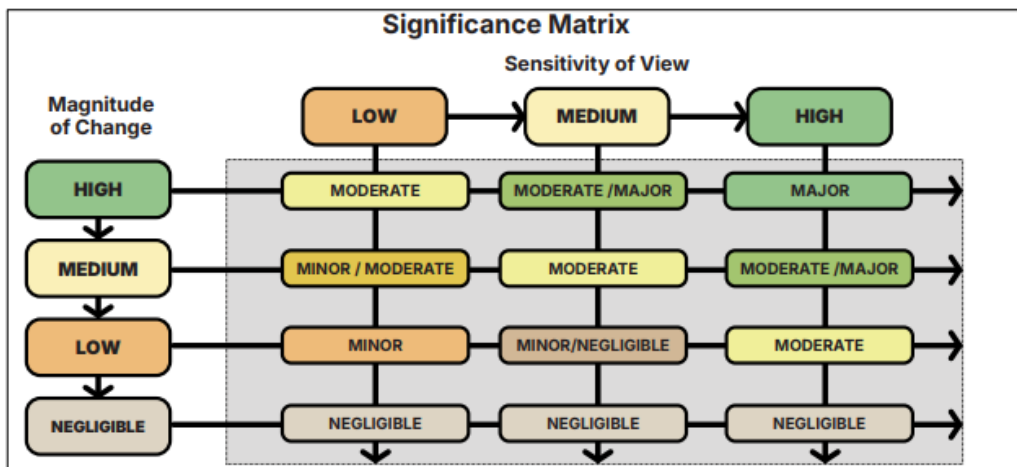 Significance Matrix
Sensitivity of View
Magnitude
of Change
LOW
MEDIUM
HIGH
HIGH
MODERATE
MODERATE /MAJOR
MAJOR
MEDIUM
MINOR / MODERATE
MODERATE
MODERATE /MAJOR
LOW
MINOR
MINOR/NEGLIGIBLE
MODERATE
NEGLIGIBLE
NEGLIGIBLE
NEGLIGIBLE
NEGLIGIBLE